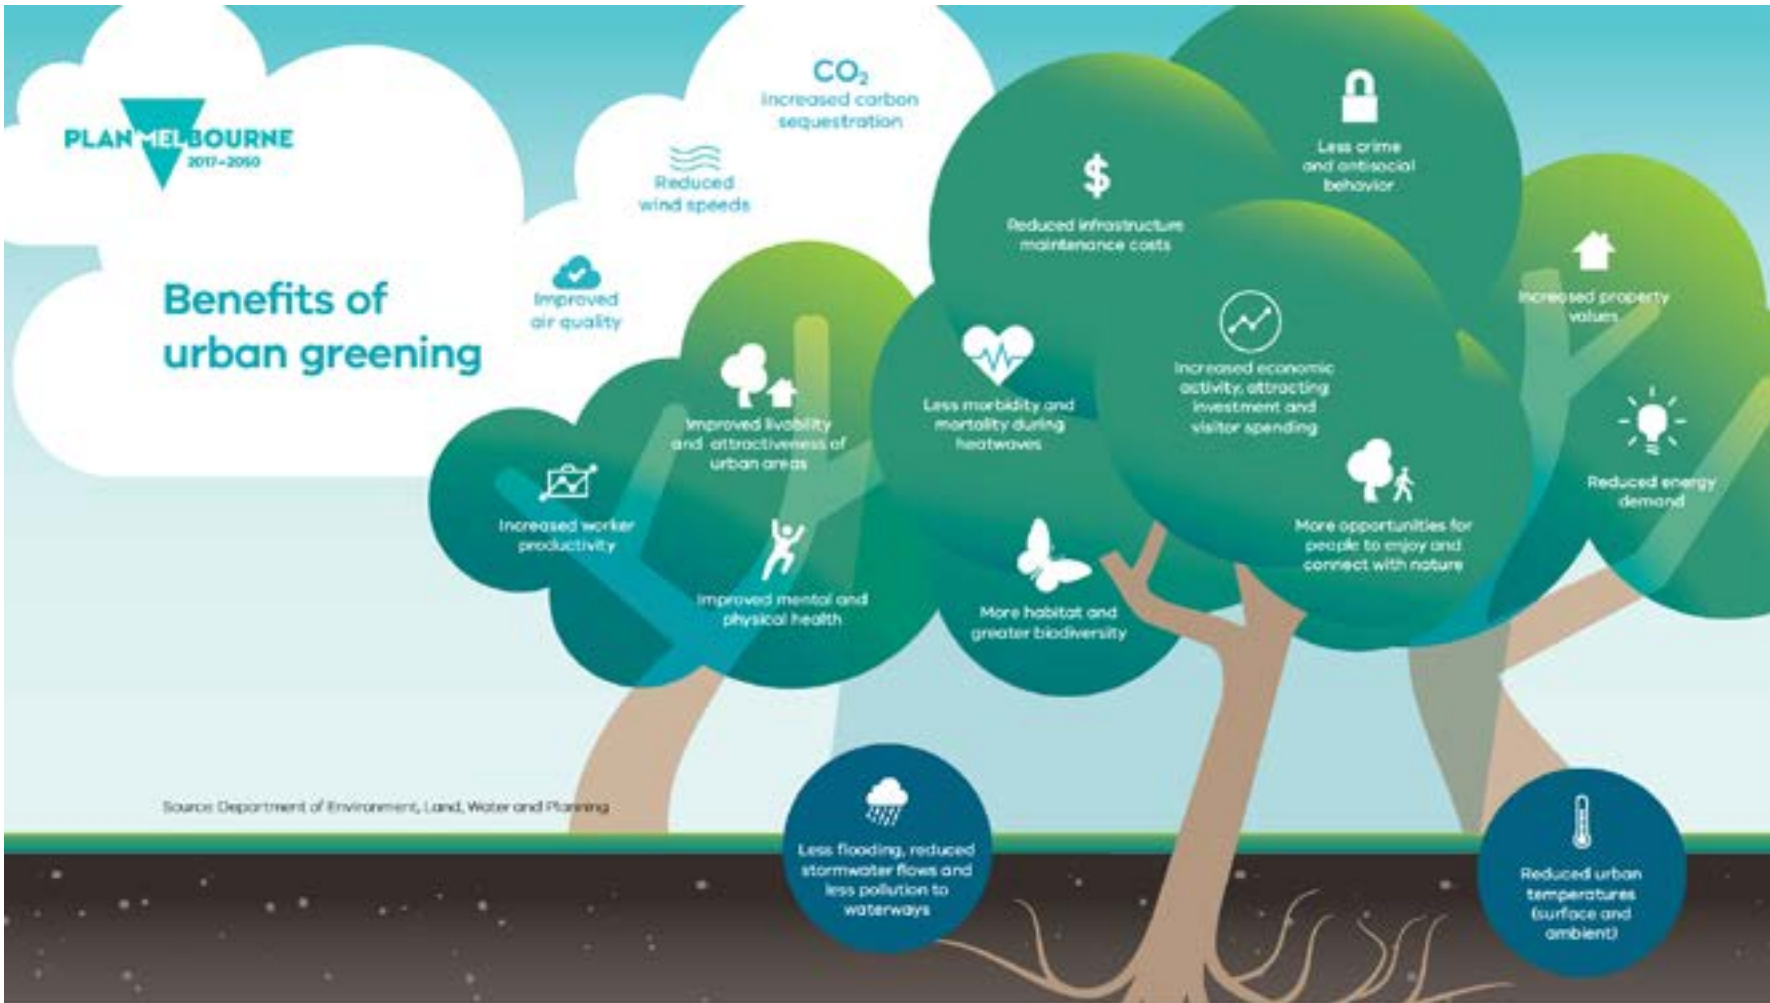 PLAN MELBOURNE
2017–2050
Benefits of
urban greening
CO₂
Increased carbon
sequestration
Reduced
wind speeds
Improved
air quality
Less crime
and antisocial
behavior
$
Reduced infrastructure
maintenance costs
Increased property
values
Increased economic
activity, attracting
investment and
visitor spending
Less morbidity and
mortality during
heatwaves
Improved livability
and attractiveness of
urban areas
Reduced energy
demand
Increased worker
productivity
More opportunities for
people to enjoy and
connect with nature
Improved mental and
physical health
More habitat and
greater biodiversity
Source: Department of Environment, Land, Water and Planning
Less flooding, reduced
stormwater flows and
less pollution to
waterways
Reduced urban
temperatures
(surface and
ambient)